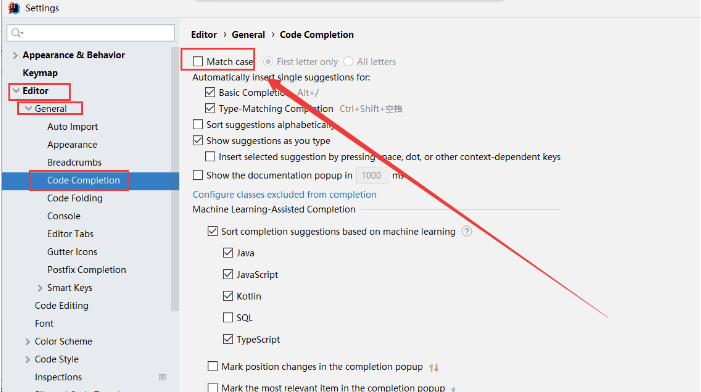 Settings
Appearance & Behavior
Keymap
Editor
General
Auto Import
Appearance
Breadcrumbs
Code Completion
Code Folding
Console
Editor Tabs
Gutter Icons
Postfix Completion
Smart Keys
Code Editing
Font
Color Scheme
Code Style
Inspections
Editor > General > Code Completion
Match case First letter only All letters
Automatically insert single suggestions for:
Basic Completion Alt+/
Type-Matching Completion Ctrl+Shift+空格
Sort suggestions alphabetically
Show suggestions as you type
Insert selected suggestion by pressing space, dot, or other context-dependent keys
Show the documentation popup in 1000 ms
Configure classes excluded from completion
Machine Learning-Assisted Completion
Sort completion suggestions based on machine learning ?
Java
JavaScript
Kotlin
SQL
TypeScript
Mark position changes in the completion popup
Mark the most relevant item in the completion popup